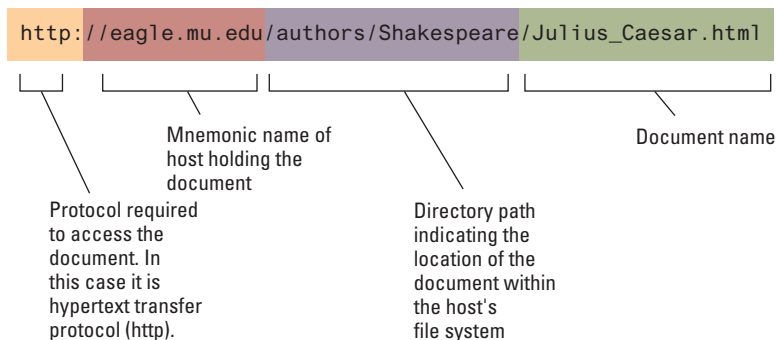 http://eagle.mu.edu/authors/Shakespeare/Julius_Caesar.html
Mnemonic name of
host holding the
document
Document name
Protocol required
to access the
document. In
this case it is
hypertext transfer
protocol (http).
Directory path
indicating the
location of the
document within
the host's
file system